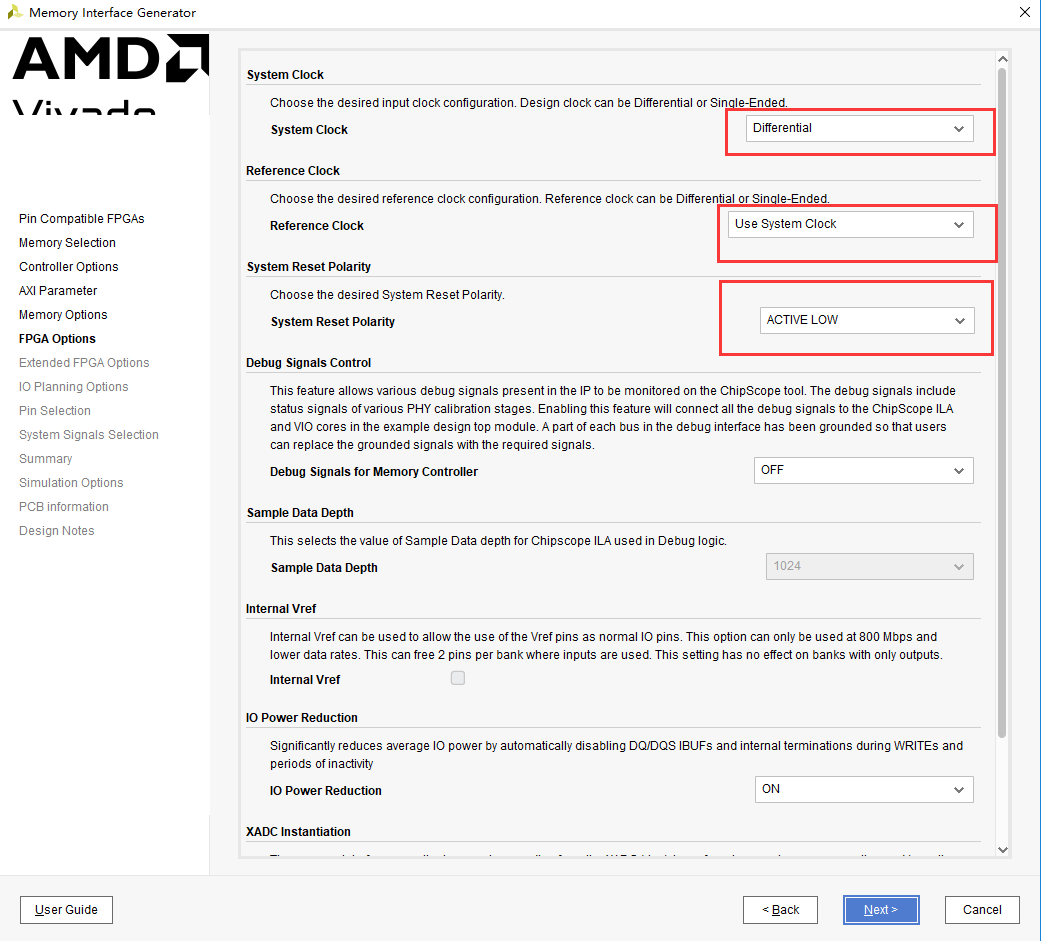 Memory Interface Generator
AMD
Vivado
Pin Compatible FPGAs
Memory Selection
Controller Options
AXI Parameter
Memory Options
FPGA Options
Extended FPGA Options
IO Planning Options
Pin Selection
System Signals Selection
Summary
Simulation Options
PCB information
Design Notes
System Clock
Choose the desired input clock configuration. Design clock can be Differential or Single-Ended.
System Clock
Differential
Reference Clock
Choose the desired reference clock configuration. Reference clock can be Differential or Single-Ended.
Reference Clock
Use System Clock
System Reset Polarity
Choose the desired System Reset Polarity.
System Reset Polarity
ACTIVE LOW
Debug Signals Control
This feature allows various debug signals present in the IP to be monitored on the ChipScope tool. The debug signals include
status signals of various PHY calibration stages. Enabling this feature will connect all the debug signals to the ChipScope ILA
and VIO cores in the example design top module. A part of each bus in the debug interface has been grounded so that users
can replace the grounded signals with the required signals.
Debug Signals for Memory Controller
OFF
Sample Data Depth
This selects the value of Sample Data depth for Chipscope ILA used in Debug logic.
Sample Data Depth
1024
Internal Vref
Internal Vref can be used to allow the use of the Vref pins as normal IO pins. This option can only be used at 800 Mbps and
lower data rates. This can free 2 pins per bank where inputs are used. This setting has no effect on banks with only outputs.
Internal Vref
IO Power Reduction
Significantly reduces average IO power by automatically disabling DQ/DQS IBUFs and internal terminations during WRITEs and
periods of inactivity
IO Power Reduction
ON
XADC Instantiation
User Guide
< Back
Next >
Cancel